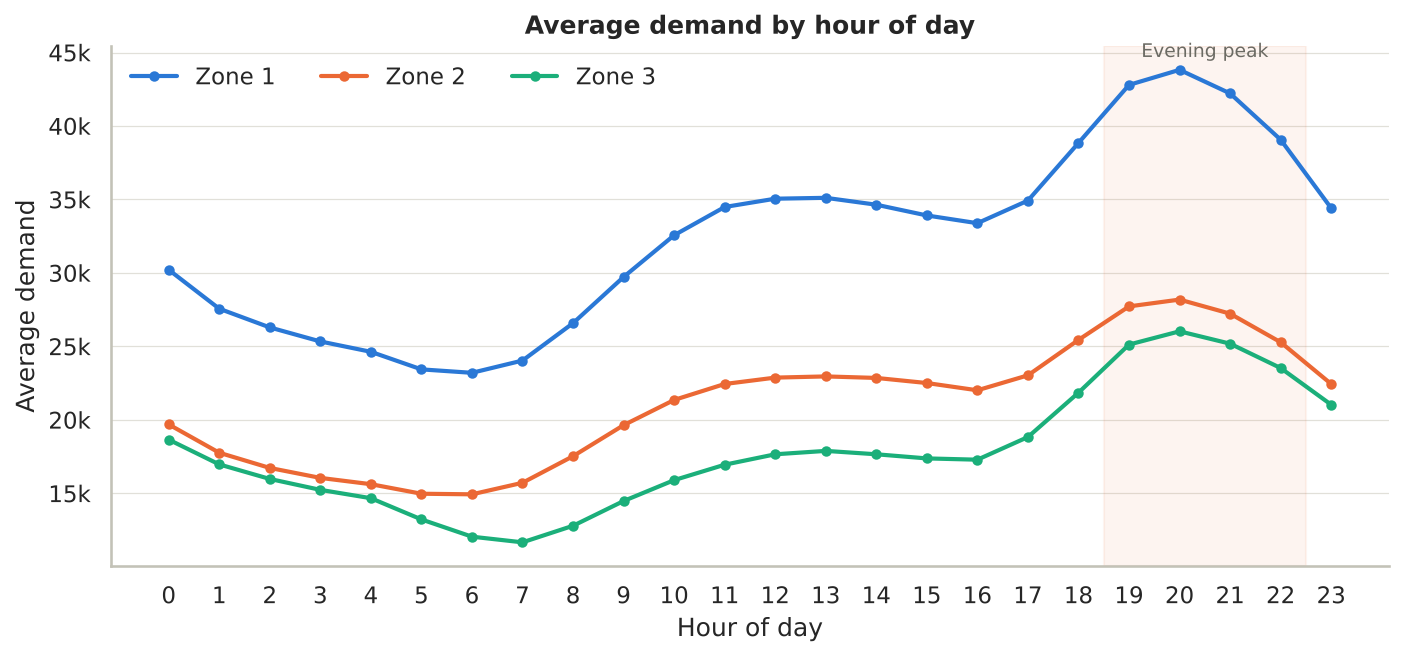 Average demand by hour of day
Evening peak
Zone 1 Zone 2 Zone 3
45k
40k
35k
30k
25k
20k
15k
Average demand
0 1 2 3 4 5 6 7 8 9 10 11 12 13 14 15 16 17 18 19 20 21 22 23
Hour of day